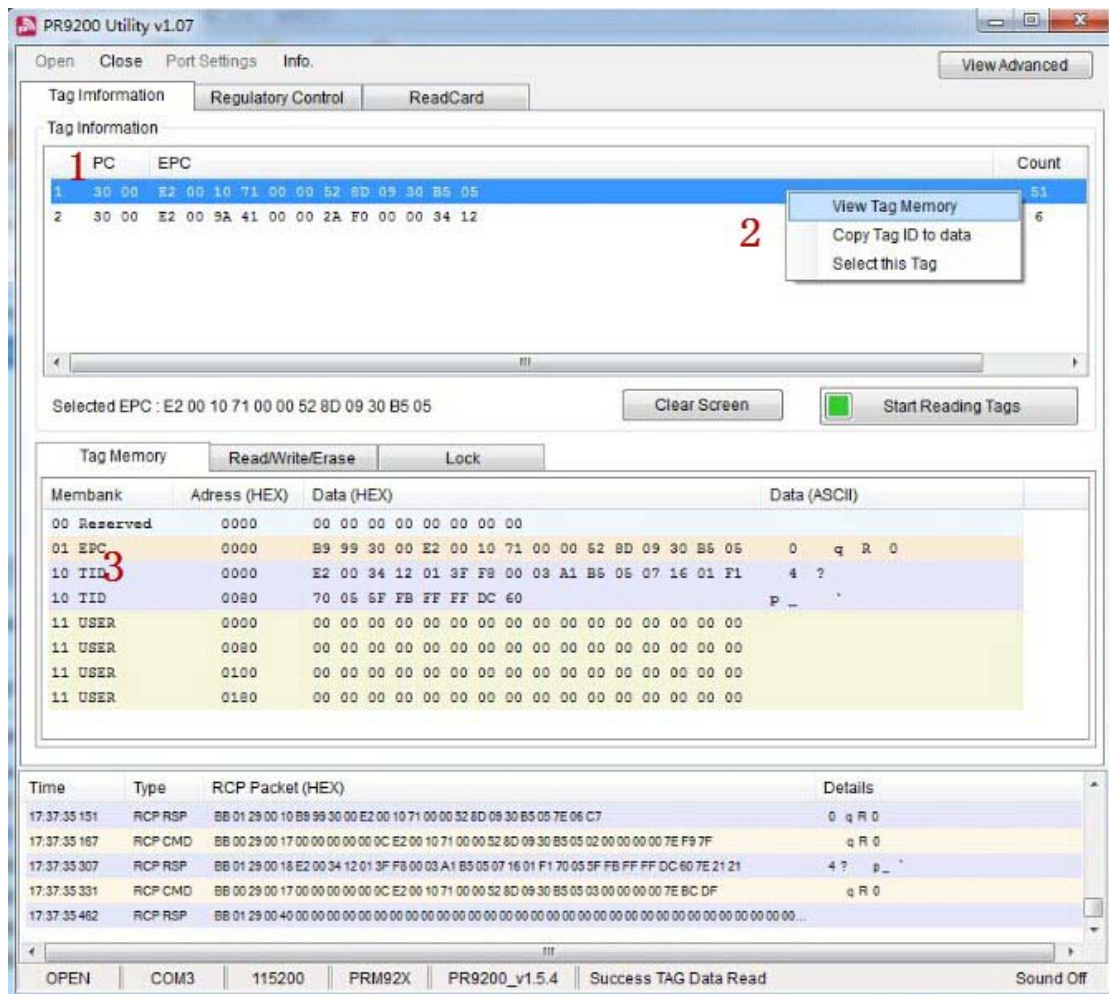 PR9200 Utility v1.07
Open Close Port Settings Info.
View Advanced
Tag Imformation Regulatory Control ReadCard
Tag Information
1 PC EPC Count
1 30 00 E2 00 10 71 00 00 52 8D 09 30 B5 05 51
2 30 00 E2 00 9A 41 00 00 2A F0 00 00 34 12 6
2
View Tag Memory
Copy Tag ID to data
Select this Tag
Selected EPC : E2 00 10 71 00 00 52 8D 09 30 B5 05 Clear Screen Start Reading Tags
Tag Memory Read/Write/Erase Lock
Membank Adress (HEX) Data (HEX) Data (ASCII)
00 Reserved 0000 00 00 00 00 00 00 00 00
01 EPC 0000 B9 99 30 00 E2 00 10 71 00 00 52 8D 09 30 B5 05 0 q R 0
3
10 TID 0000 E2 00 34 12 01 3F F8 00 03 A1 B5 05 07 16 01 F1 4 ?
10 TID 0080 70 05 5F FB FF FF DC 60 p _ `
11 USER 0000 00 00 00 00 00 00 00 00 00 00 00 00 00 00 00 00
11 USER 0080 00 00 00 00 00 00 00 00 00 00 00 00 00 00 00 00
11 USER 0100 00 00 00 00 00 00 00 00 00 00 00 00 00 00 00 00
11 USER 0180 00 00 00 00 00 00 00 00 00 00 00 00 00 00 00 00
Time Type RCP Packet (HEX) Details
17:37:35 151 RCP RSP BB 01 29 00 10 B9 99 30 00 E2 00 10 71 00 00 52 8D 09 30 B5 05 7E 06 C7 0 q R 0
17:37:35 167 RCP CMD BB 00 29 00 17 00 00 00 00 00 0C E2 00 10 71 00 00 52 8D 09 30 B5 05 02 00 00 00 00 7E F9 7F q R 0
17:37:35 307 RCP RSP BB 01 29 00 18 E2 00 34 12 01 3F F8 00 03 A1 B5 05 07 16 01 F1 70 05 5F FB FF FF DC 60 7E 21 21 4 ? p _ `
17:37:35 331 RCP CMD BB 00 29 00 17 00 00 00 00 00 0C E2 00 10 71 00 00 52 8D 09 30 B5 05 03 00 00 00 00 7E BC DF q R 0
17:37:35 462 RCP RSP BB 01 29 00 40 00 00 00 00 00 00 00 00 00 00 00 00 00 00 00 00 00 00 00 00 00 00 00 00 00 00 00 00 00 00 00...
OPEN COM3 115200 PRM92X PR9200_v1.5.4 Success TAG Data Read Sound Off